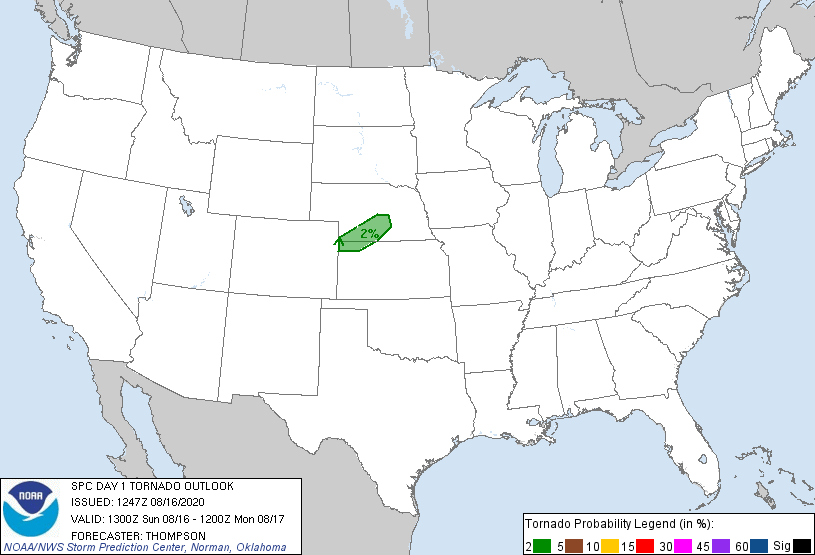 2%
SPC DAY 1 TORNADO OUTLOOK
ISSUED: 1247Z 08/16/2020
VALID: 1300Z Sun 08/16 - 1200Z Mon 08/17
FORECASTER: THOMPSON
NOAA/NWS Storm Prediction Center, Norman, Oklahoma
NOAA
Tornado Probability Legend (in %):
2 5 10 15 30 45 60 Sig